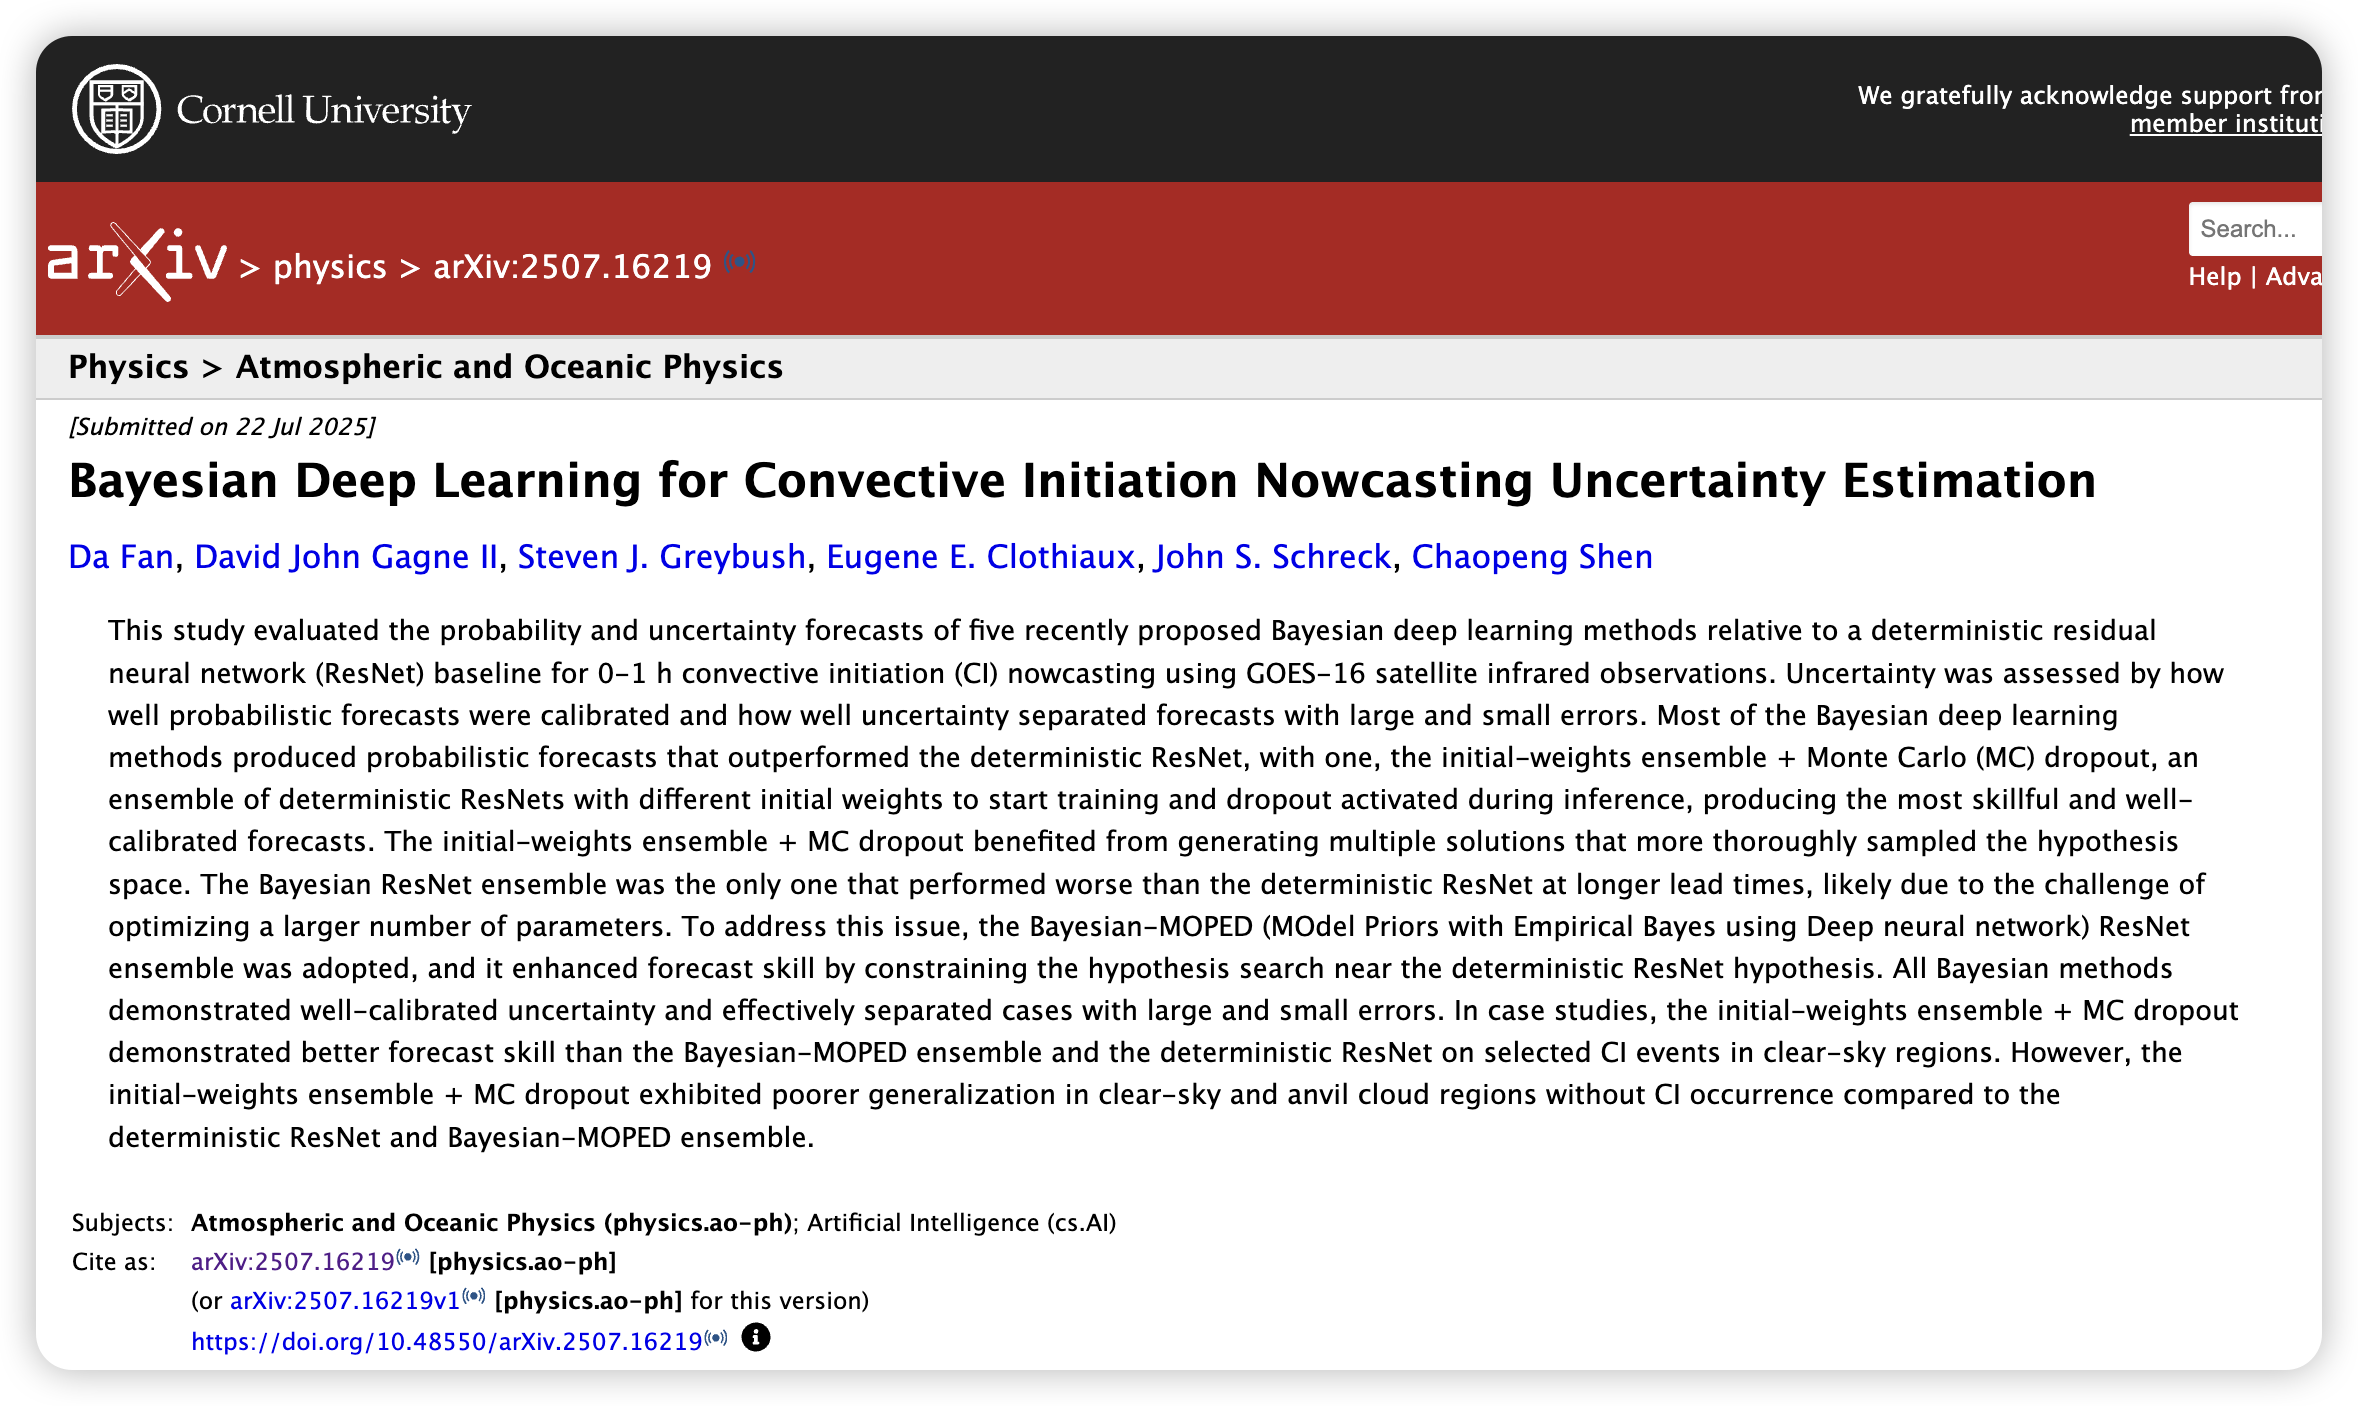 Cornell University
We gratefully acknowledge support from
member instituti
arXiv > physics > arXiv:2507.16219
Search...
Help | Adva
Physics > Atmospheric and Oceanic Physics
[Submitted on 22 Jul 2025]
Bayesian Deep Learning for Convective Initiation Nowcasting Uncertainty Estimation
Da Fan, David John Gagne II, Steven J. Greybush, Eugene E. Clothiaux, John S. Schreck, Chaopeng Shen
This study evaluated the probability and uncertainty forecasts of five recently proposed Bayesian deep learning methods relative to a deterministic residual
neural network (ResNet) baseline for 0–1 h convective initiation (CI) nowcasting using GOES-16 satellite infrared observations. Uncertainty was assessed by how
well probabilistic forecasts were calibrated and how well uncertainty separated forecasts with large and small errors. Most of the Bayesian deep learning
methods produced probabilistic forecasts that outperformed the deterministic ResNet, with one, the initial-weights ensemble + Monte Carlo (MC) dropout, an
ensemble of deterministic ResNets with different initial weights to start training and dropout activated during inference, producing the most skillful and well-
calibrated forecasts. The initial-weights ensemble + MC dropout benefited from generating multiple solutions that more thoroughly sampled the hypothesis
space. The Bayesian ResNet ensemble was the only one that performed worse than the deterministic ResNet at longer lead times, likely due to the challenge of
optimizing a larger number of parameters. To address this issue, the Bayesian-MOPED (MOdel Priors with Empirical Bayes using Deep neural network) ResNet
ensemble was adopted, and it enhanced forecast skill by constraining the hypothesis search near the deterministic ResNet hypothesis. All Bayesian methods
demonstrated well-calibrated uncertainty and effectively separated cases with large and small errors. In case studies, the initial-weights ensemble + MC dropout
demonstrated better forecast skill than the Bayesian-MOPED ensemble and the deterministic ResNet on selected CI events in clear-sky regions. However, the
initial-weights ensemble + MC dropout exhibited poorer generalization in clear-sky and anvil cloud regions without CI occurrence compared to the
deterministic ResNet and Bayesian-MOPED ensemble.
Subjects: Atmospheric and Oceanic Physics (physics.ao-ph); Artificial Intelligence (cs.AI)
Cite as: arXiv:2507.16219 [physics.ao-ph]
(or arXiv:2507.16219v1 [physics.ao-ph] for this version)
https://doi.org/10.48550/arXiv.2507.16219